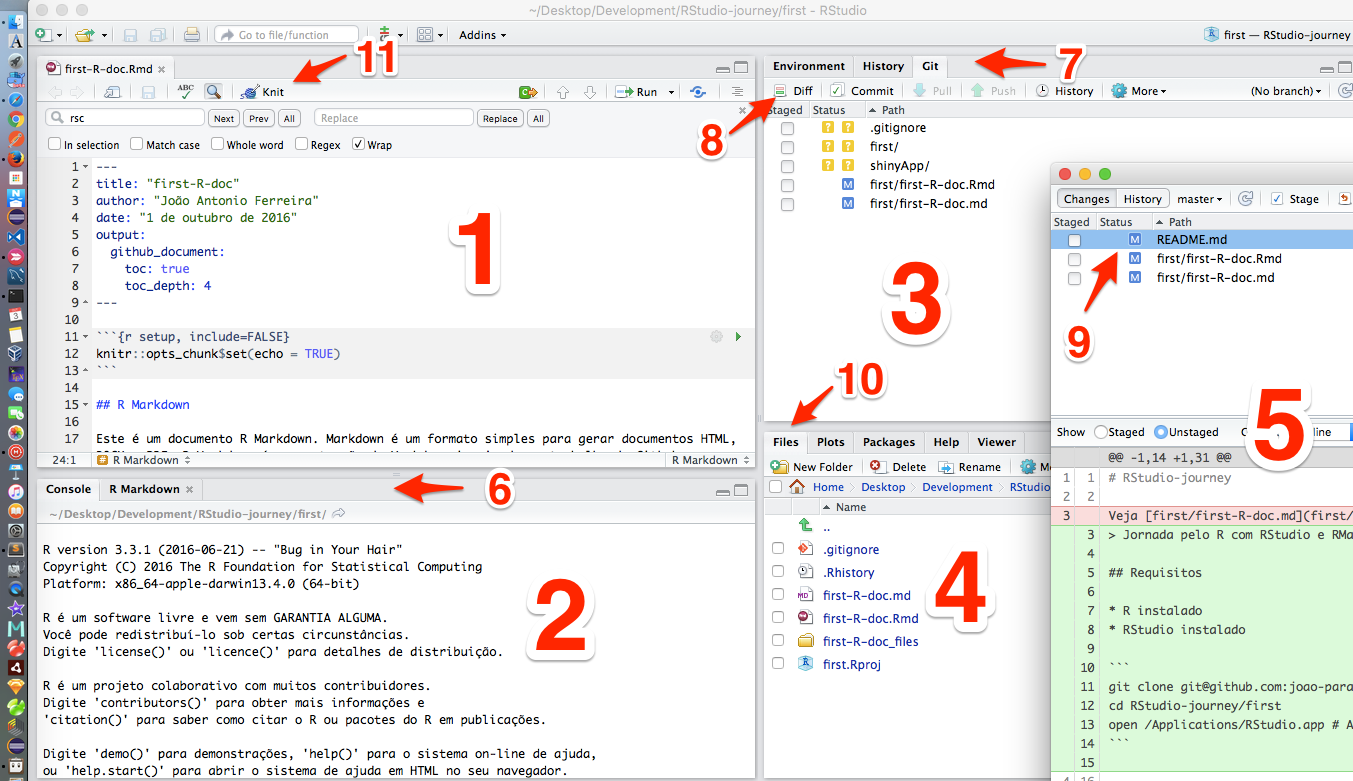 ~/Desktop/Development/RStudio-journey/first - RStudio
Go to file/function
Addins
first — RStudio-journey
11
7
first-R-doc.Rmd
ABC
Knit
Run
rsc
Next
Prev
All
Replace
Replace
All
In selection
Match case
Whole word
Regex
Wrap
1 ---
2 title: "first-R-doc"
3 author: "João Antonio Ferreira"
4 date: "1 de outubro de 2016"
5 output:
6 github_document:
7 toc: true
8 toc_depth: 4
9 ---
10
11 ```{r setup, include=FALSE}
12 knitr::opts_chunk$set(echo = TRUE)
13 ```
14
15 ## R Markdown
16
17 Este é um documento R Markdown. Markdown é um formato simples para gerar documentos HTML,
24:1
R Markdown
R Markdown
1
6
Console
R Markdown
~/Desktop/Development/RStudio-journey/first/
R version 3.3.1 (2016-06-21) -- "Bug in Your Hair"
Copyright (C) 2016 The R Foundation for Statistical Computing
Platform: x86_64-apple-darwin13.4.0 (64-bit)
R é um software livre e vem sem GARANTIA ALGUMA.
Você pode redistribuí-lo sob certas circunstâncias.
Digite 'license()' ou 'licence()' para detalhes de distribuição.
R é um projeto colaborativo com muitos contribuidores.
Digite 'contributors()' para obter mais informações e
'citation()' para saber como citar o R ou pacotes do R em publicações.
Digite 'demo()' para demonstrações, 'help()' para o sistema on-line de ajuda,
ou 'help.start()' para abrir o sistema de ajuda em HTML no seu navegador.
2
Environment
History
Git
Diff
Commit
Pull
Push
History
More
(No branch)
8
Staged
Status
Path
? ? .gitignore
? ? first/
? ? shinyApp/
M first/first-R-doc.Rmd
M first/first-R-doc.md
3
10
Files
Plots
Packages
Help
Viewer
New Folder
Delete
Rename
Home
Desktop
Development
RStudio
Name
..
.gitignore
.Rhistory
MD first-R-doc.md
first-R-doc.Rmd
first-R-doc_files
R first.Rproj
4
Changes
History
master
Stage
Staged
Status
Path
M README.md
M first/first-R-doc.Rmd
M first/first-R-doc.md
9
5
Show
Staged
Unstaged
@@ -1,14 +1,31 @@
1 1 # RStudio-journey
2 2
3 Veja [first/first-R-doc.md](first/
3 > Jornada pelo R com RStudio e RMa
4
5 ## Requisitos
6
7 * R instalado
8 * RStudio instalado
9
10 ```
11 git clone git@github.com:joao-para
12 cd RStudio-journey/first
13 open /Applications/RStudio.app # A
14 ```
15